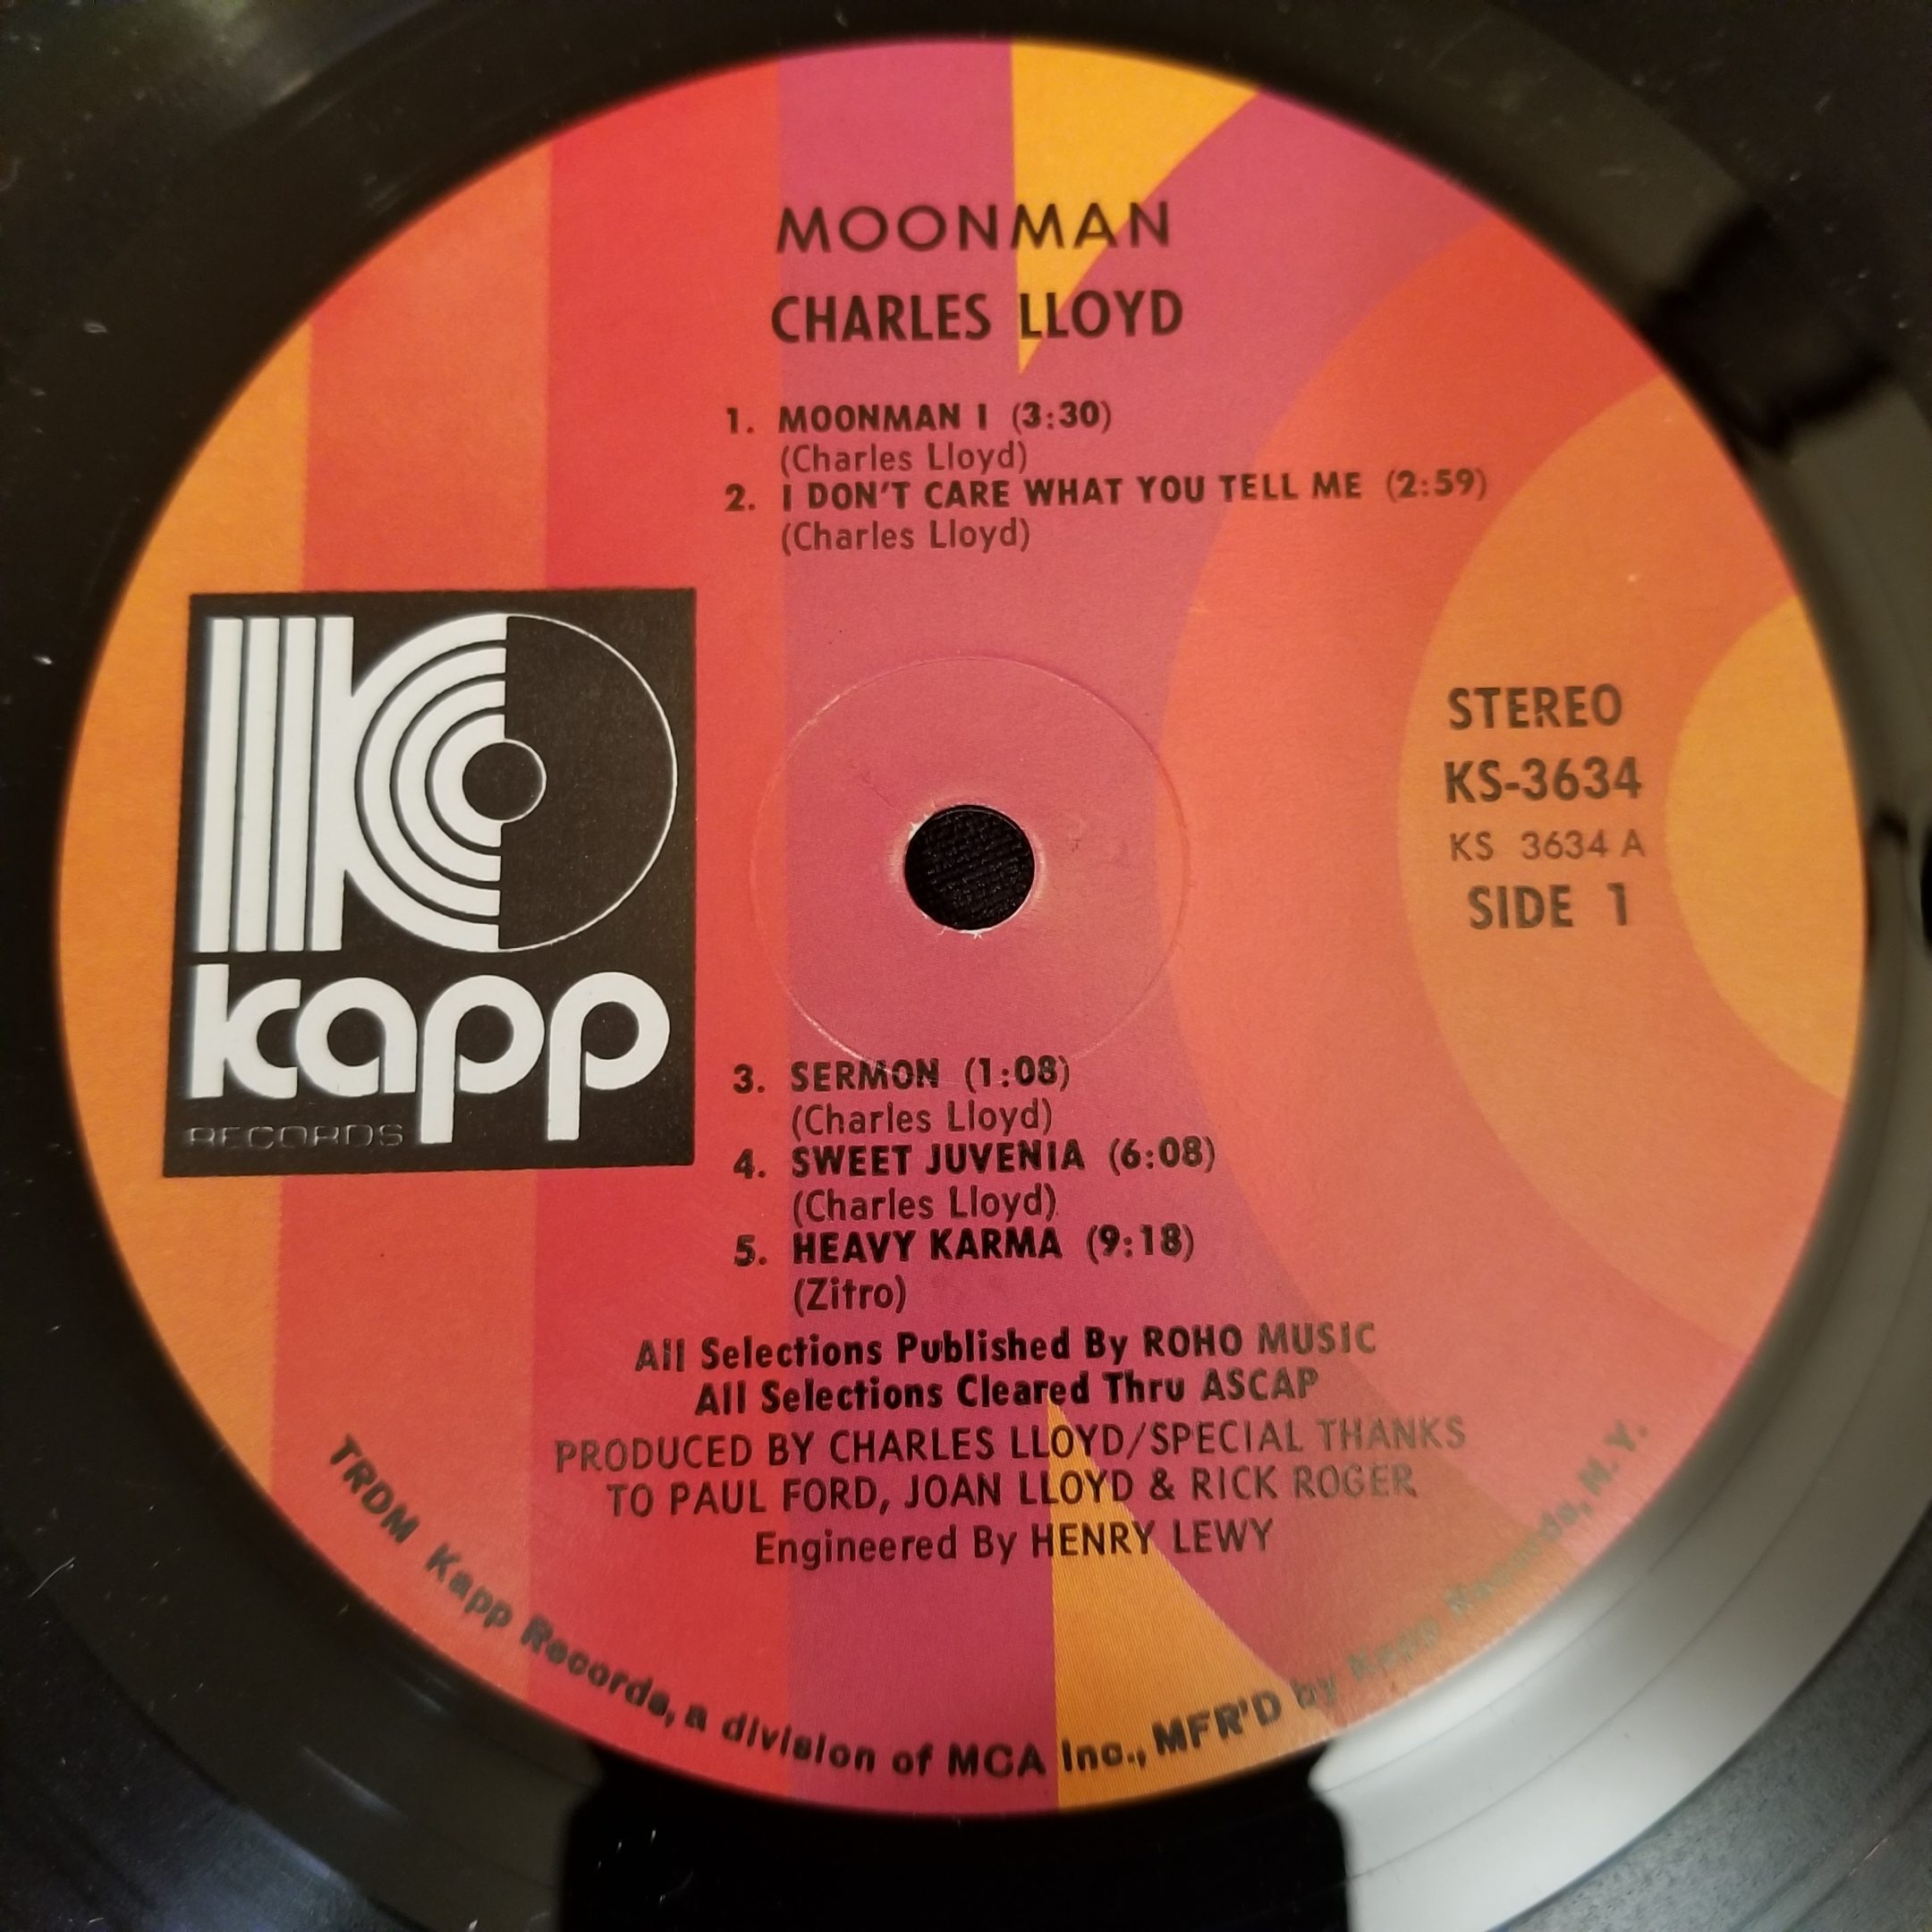 MOONMAN
CHARLES LLOYD
1. MOONMAN I (3:30)
(Charles Lloyd)
2. I DON'T CARE WHAT YOU TELL ME (2:59)
(Charles Lloyd)
kapp
RECORDS
STEREO
KS-3634
KS 3634 A
SIDE 1
3. SERMON (1:08)
(Charles Lloyd)
4. SWEET JUVENIA (6:08)
(Charles Lloyd)
5. HEAVY KARMA (9:18)
(Zitro)
All Selections Published By ROHO MUSIC
All Selections Cleared Thru ASCAP
PRODUCED BY CHARLES LLOYD/SPECIAL THANKS
TO PAUL FORD, JOAN LLOYD & RICK ROGER
Engineered By HENRY LEWY
TRDM Kapp Records, a division of MCA Inc., MFR'D by Kapp Records, N.Y.